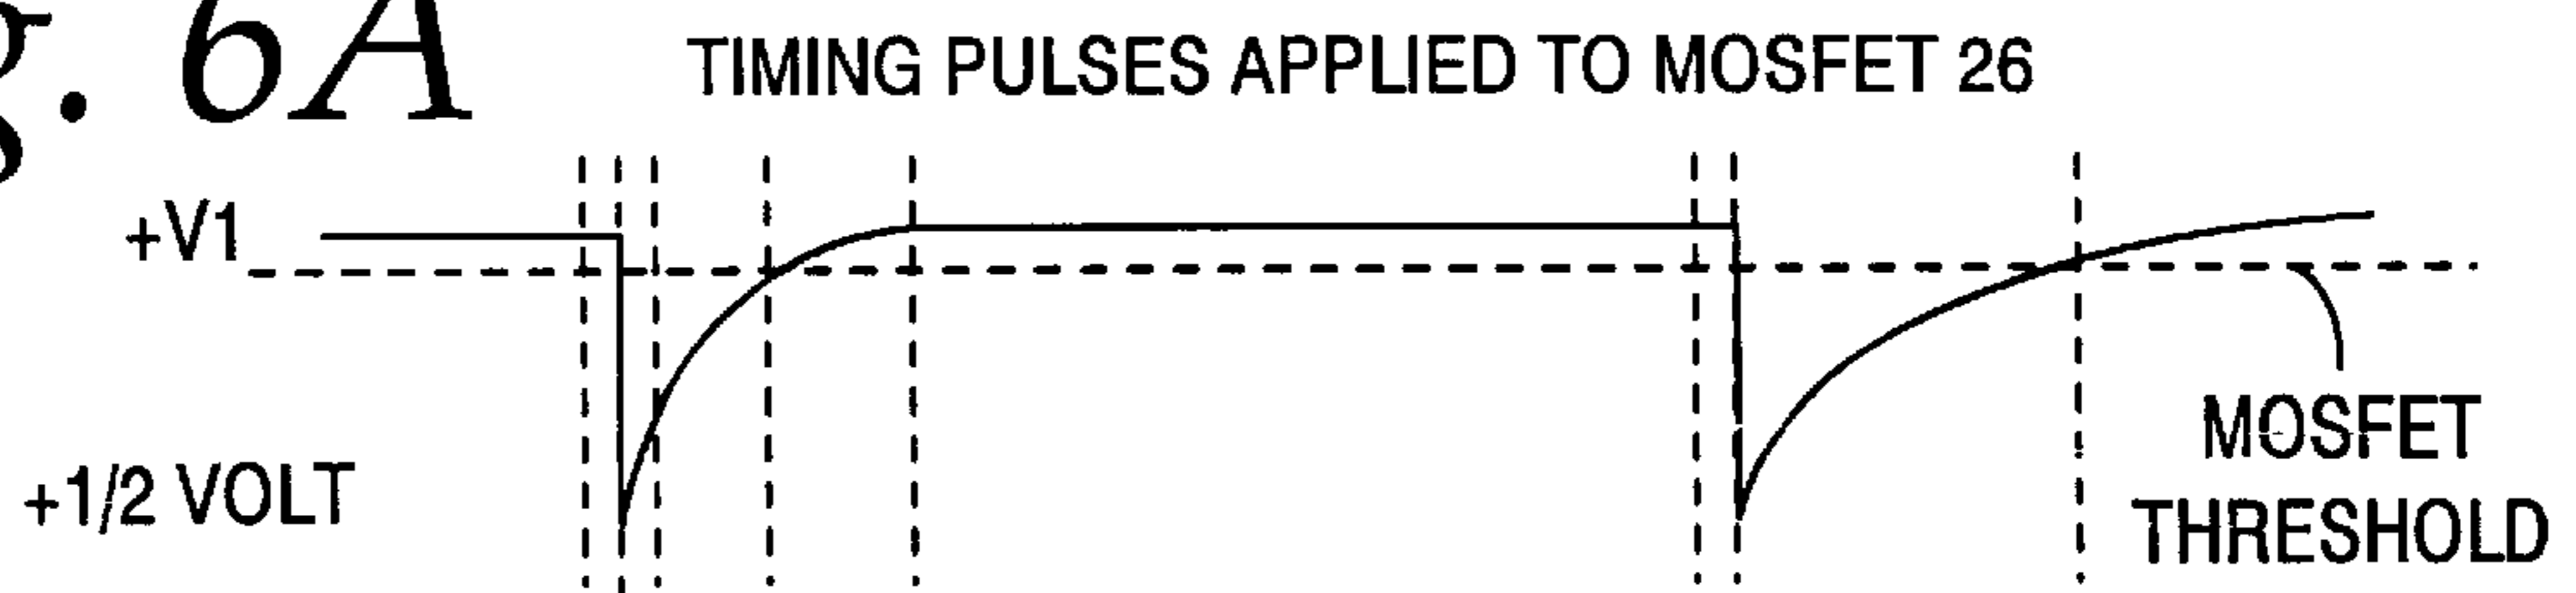 g. 6A
TIMING PULSES APPLIED TO MOSFET 26
+V1
+1/2 VOLT
MOSFET
THRESHOLD